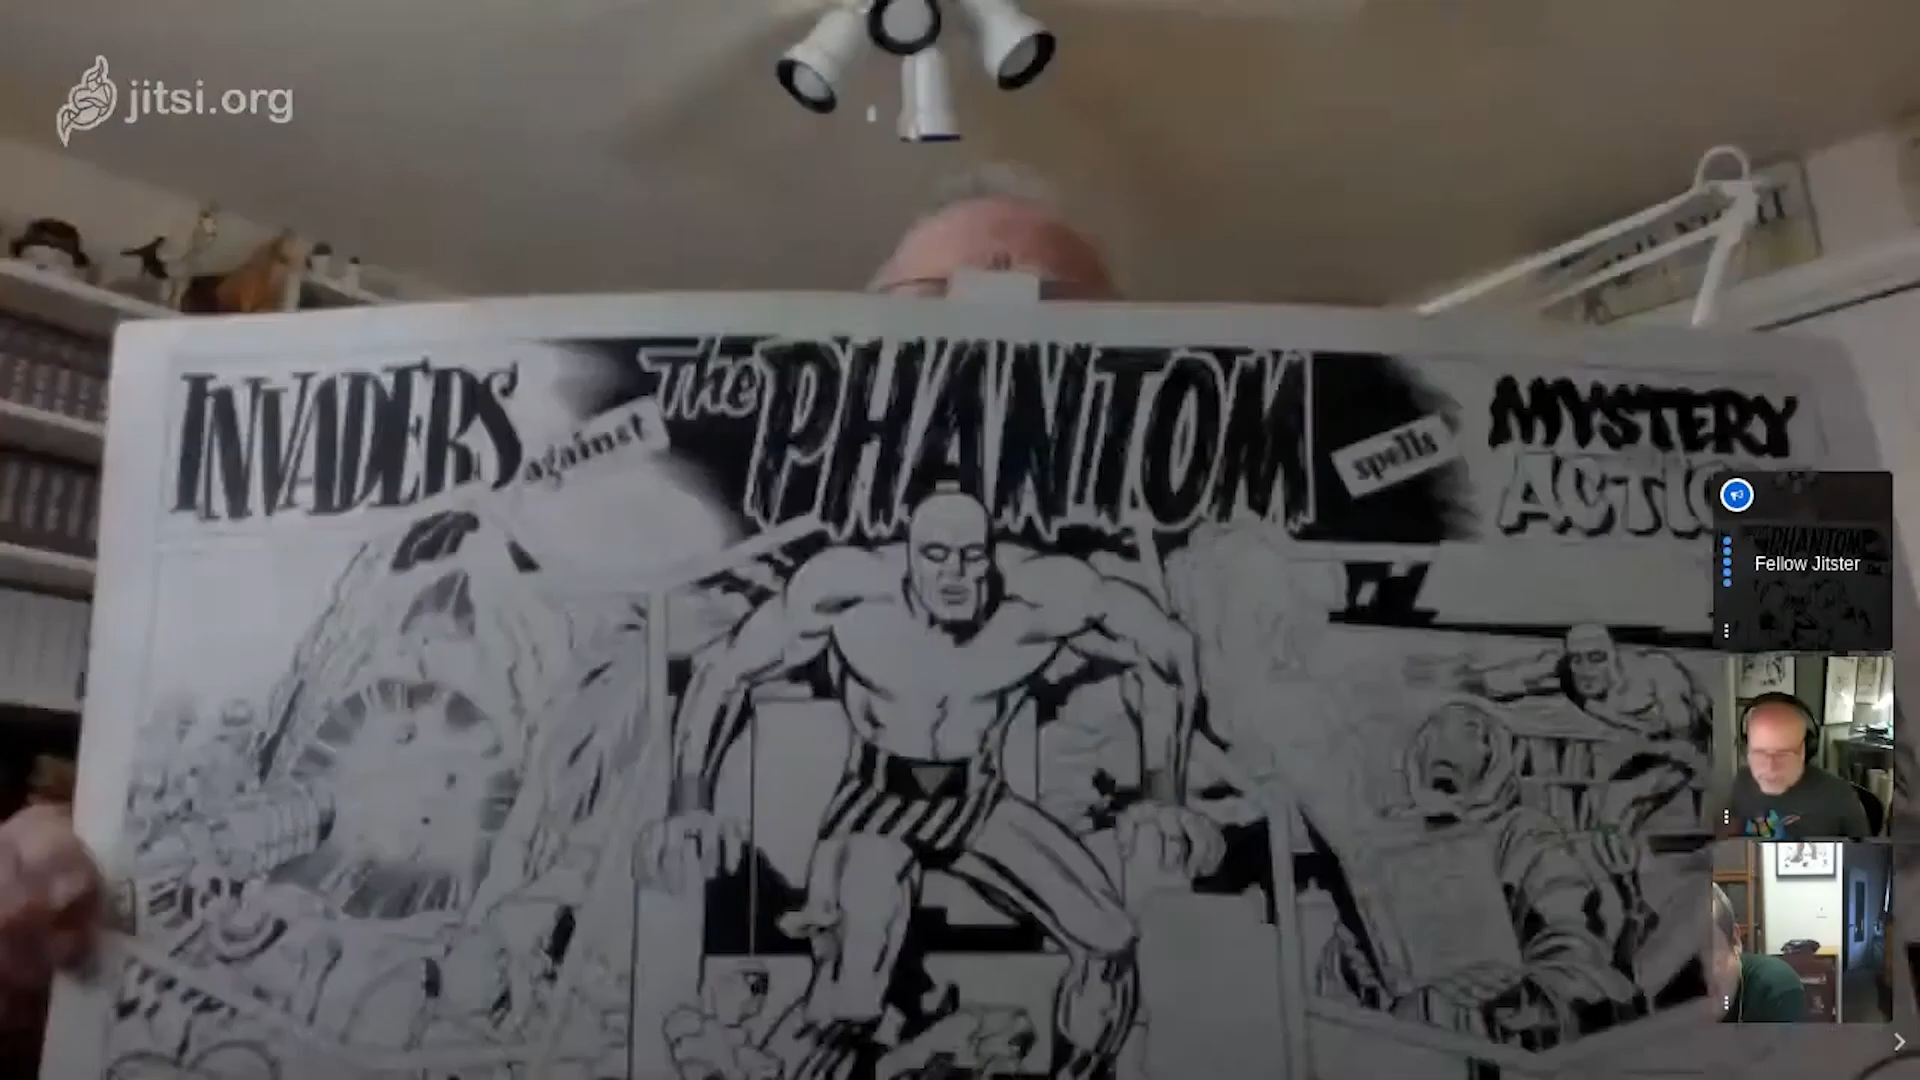 jitsi.org
INVADERS
against
The PHANTOM
spells
MYSTERY
ACTIO
Fellow Jitster